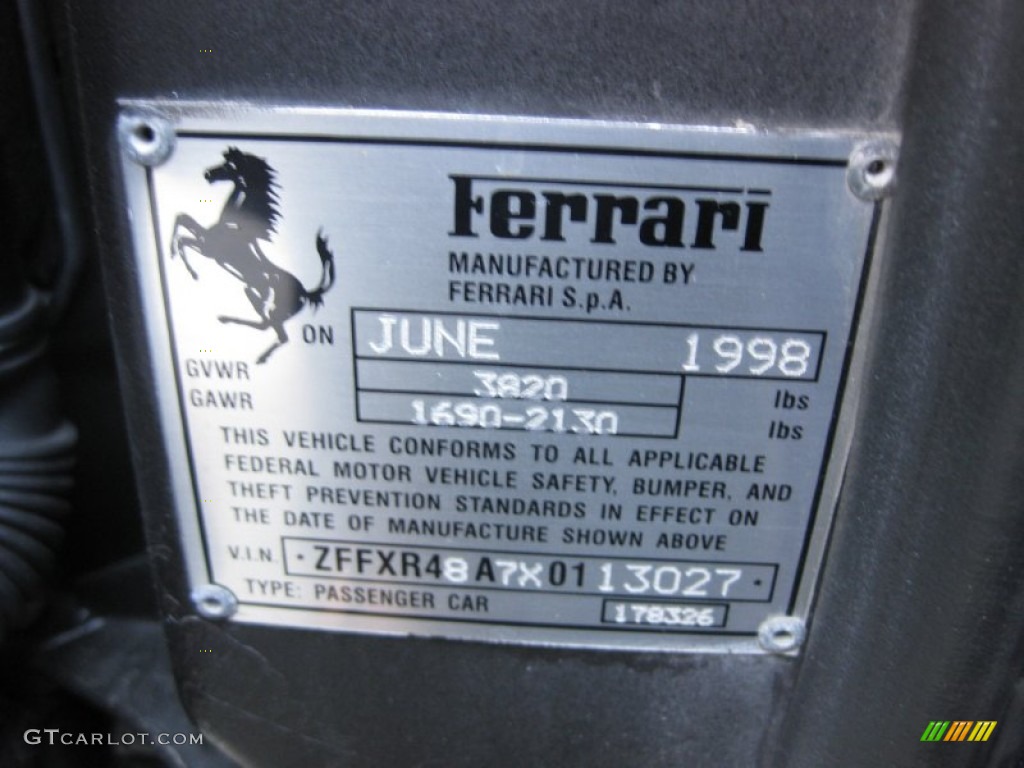 Ferrari
MANUFACTURED BY
FERRARI S.p.A.
ON JUNE 1998
GVWR 3820 lbs
GAWR 1690-2130 lbs
THIS VEHICLE CONFORMS TO ALL APPLICABLE
FEDERAL MOTOR VEHICLE SAFETY, BUMPER, AND
THEFT PREVENTION STANDARDS IN EFFECT ON
THE DATE OF MANUFACTURE SHOWN ABOVE
V.I.N. · ZFFXR48A7X0113027 ·
TYPE: PASSENGER CAR 178326
GTCARLOT.COM